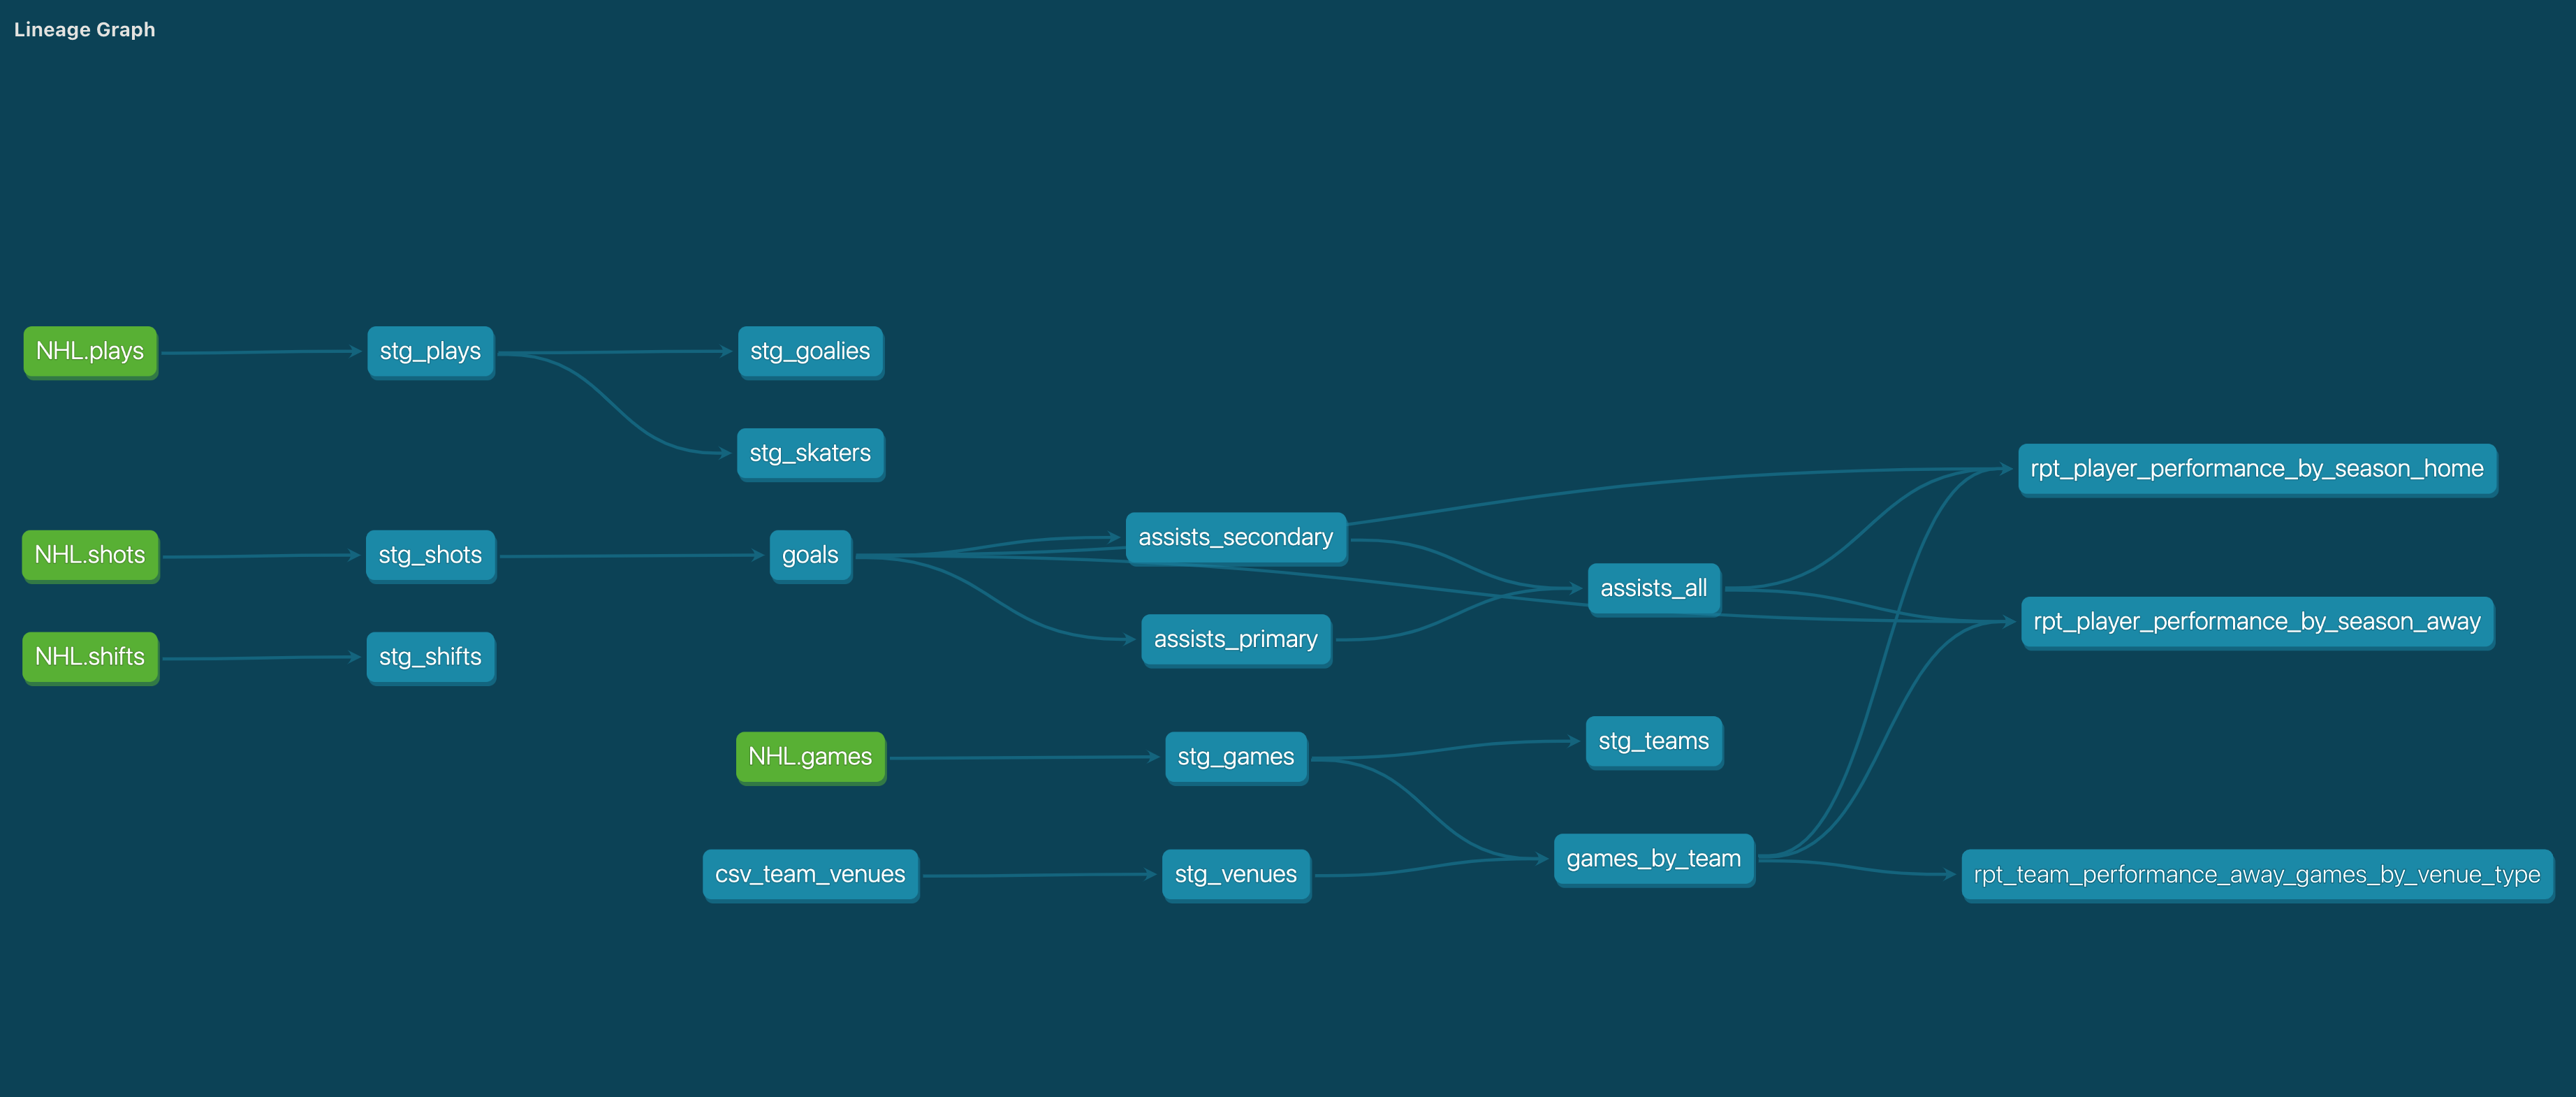 Lineage Graph
NHL.plays
stg_plays
stg_goalies
stg_skaters
rpt_player_performance_by_season_home
NHL.shots
stg_shots
goals
assists_secondary
assists_all
rpt_player_performance_by_season_away
NHL.shifts
stg_shifts
assists_primary
NHL.games
stg_games
stg_teams
csv_team_venues
stg_venues
games_by_team
rpt_team_performance_away_games_by_venue_type